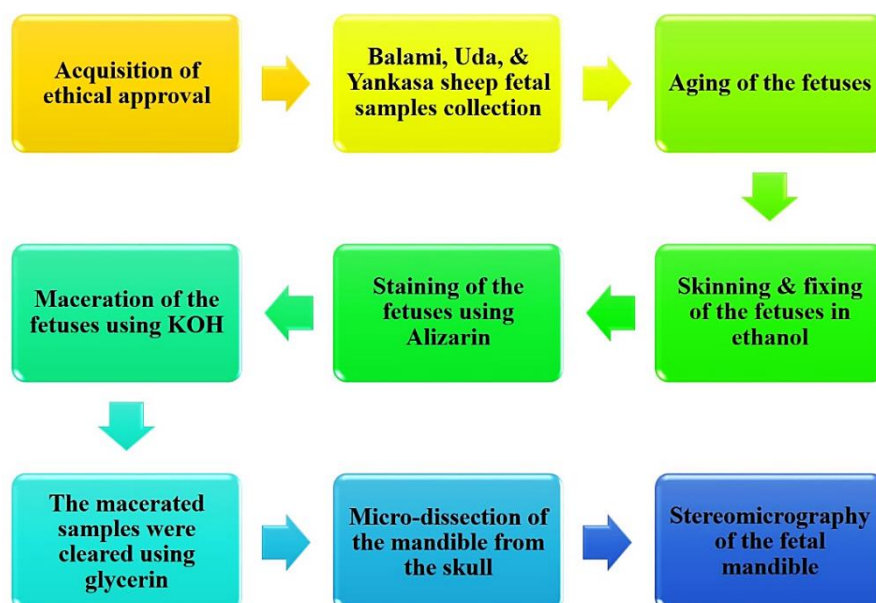 Acquisition of
ethical approval
Balami, Uda, &
Yankasa sheep fetal
samples collection
Aging of the fetuses
Skinning & fixing
of the fetuses in
ethanol
Staining of the
fetuses using
Alizarin
Maceration of the
fetuses using KOH
The macerated
samples were
cleared using
glycerin
Micro-dissection of
the mandible from
the skull
Stereomicrography
of the fetal
mandible